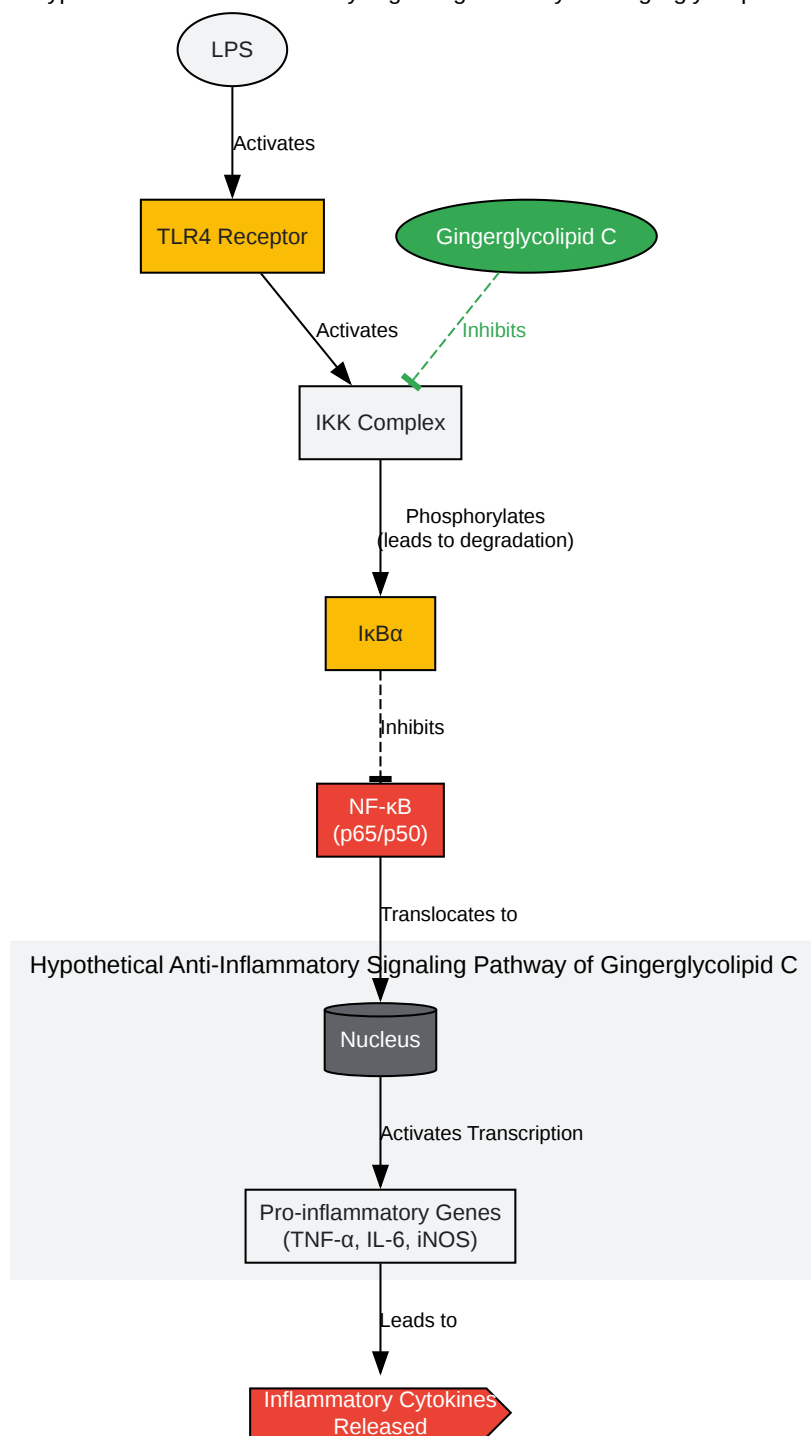 LPS
Activates
TLR4 Receptor
Gingerglycolipid C
Activates
Inhibits
IKK Complex
Phosphorylates
(leads to degradation)
IκBα
Inhibits
NF-κB
(p65/p50)
Translocates to
Hypothetical Anti-Inflammatory Signaling Pathway of Gingerglycolipid C
Nucleus
Activates Transcription
Pro-inflammatory Genes
(TNF-α, IL-6, iNOS)
Leads to
Inflammatory Cytokines
Released